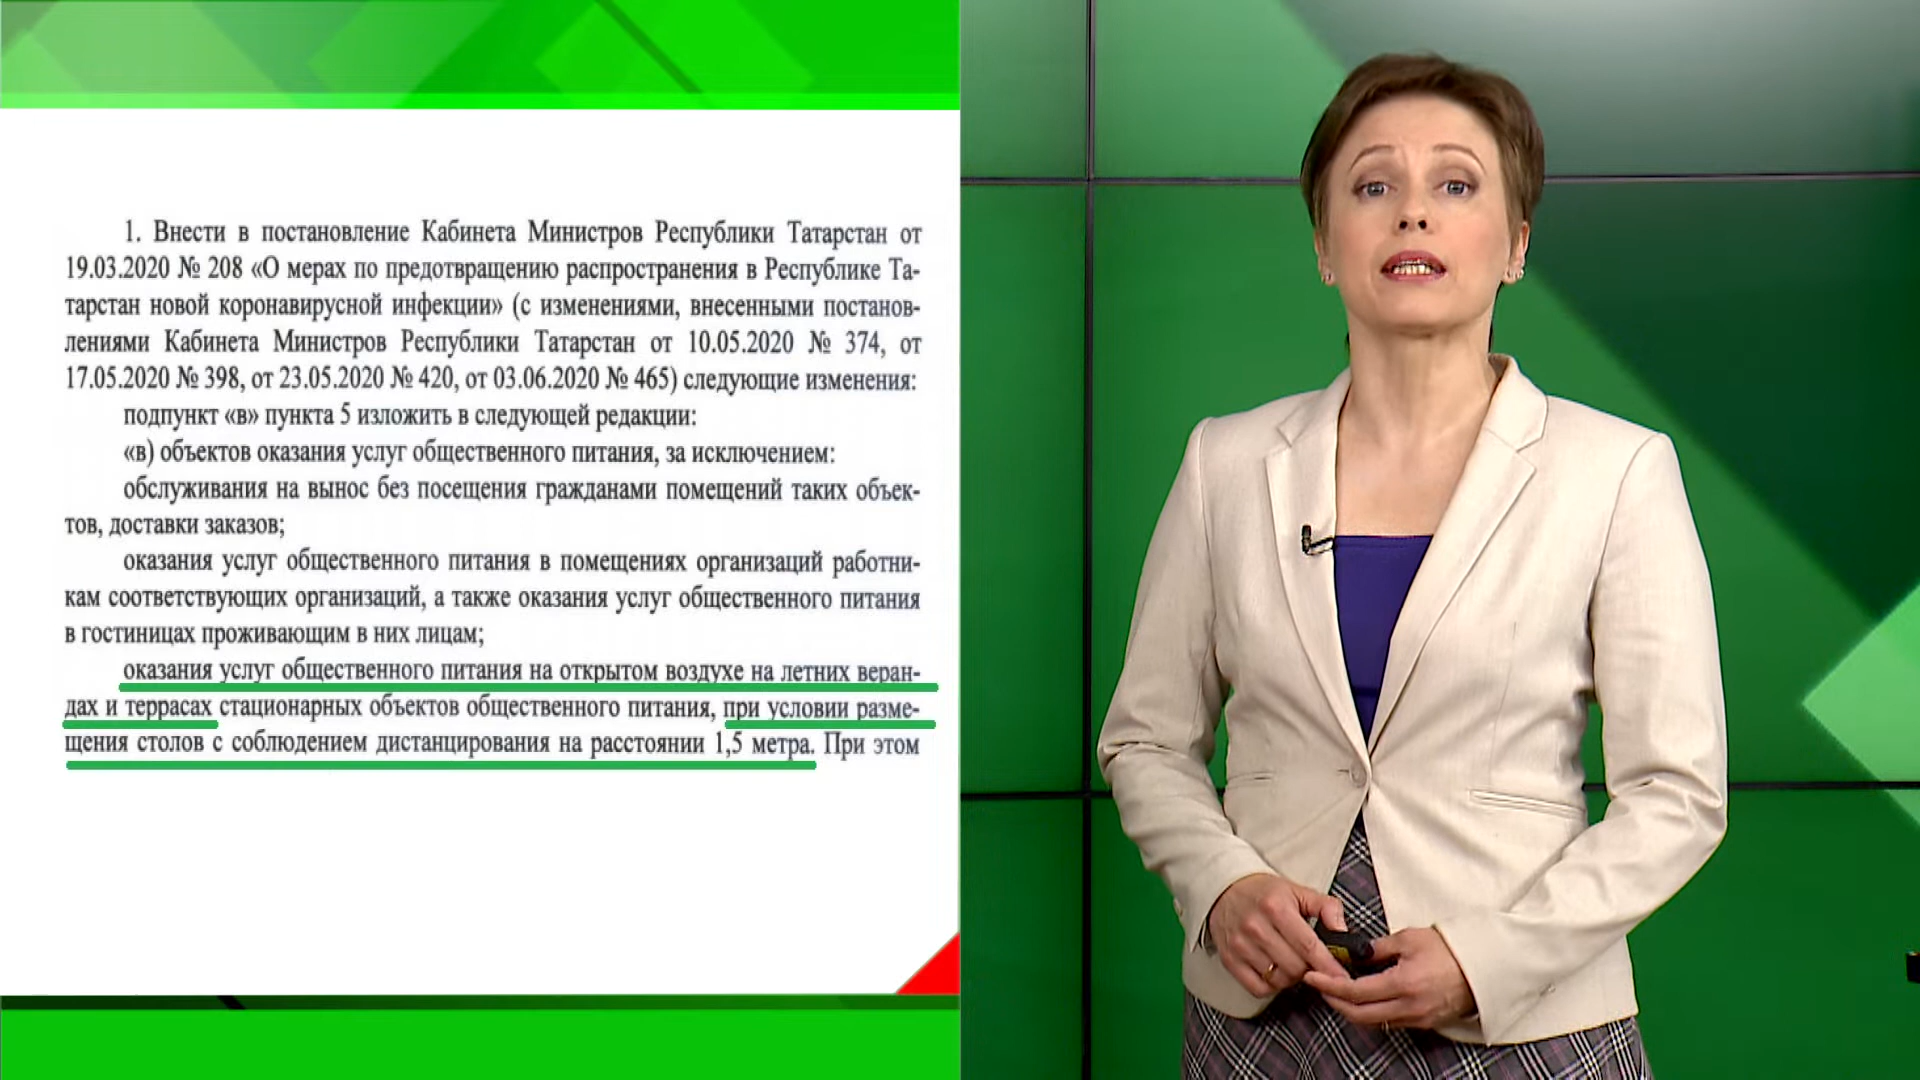 1. Внести в постановление Кабинета Министров Республики Татарстан от
19.03.2020 № 208 «О мерах по предотвращению распространения в Республике Та-
тарстан новой коронавирусной инфекции» (с изменениями, внесенными постанов-
лениями Кабинета Министров Республики Татарстан от 10.05.2020 № 374, от
17.05.2020 № 398, от 23.05.2020 № 420, от 03.06.2020 № 465) следующие изменения:
подпункт «в» пункта 5 изложить в следующей редакции:
«в) объектов оказания услуг общественного питания, за исключением:
обслуживания на вынос без посещения гражданами помещений таких объек-
тов, доставки заказов;
оказания услуг общественного питания в помещениях организаций работни-
кам соответствующих организаций, а также оказания услуг общественного питания
в гостиницах проживающим в них лицам;
оказания услуг общественного питания на открытом воздухе на летних веран-
дах и террасах стационарных объектов общественного питания, при условии разме-
щения столов с соблюдением дистанцирования на расстоянии 1,5 метра. При этом